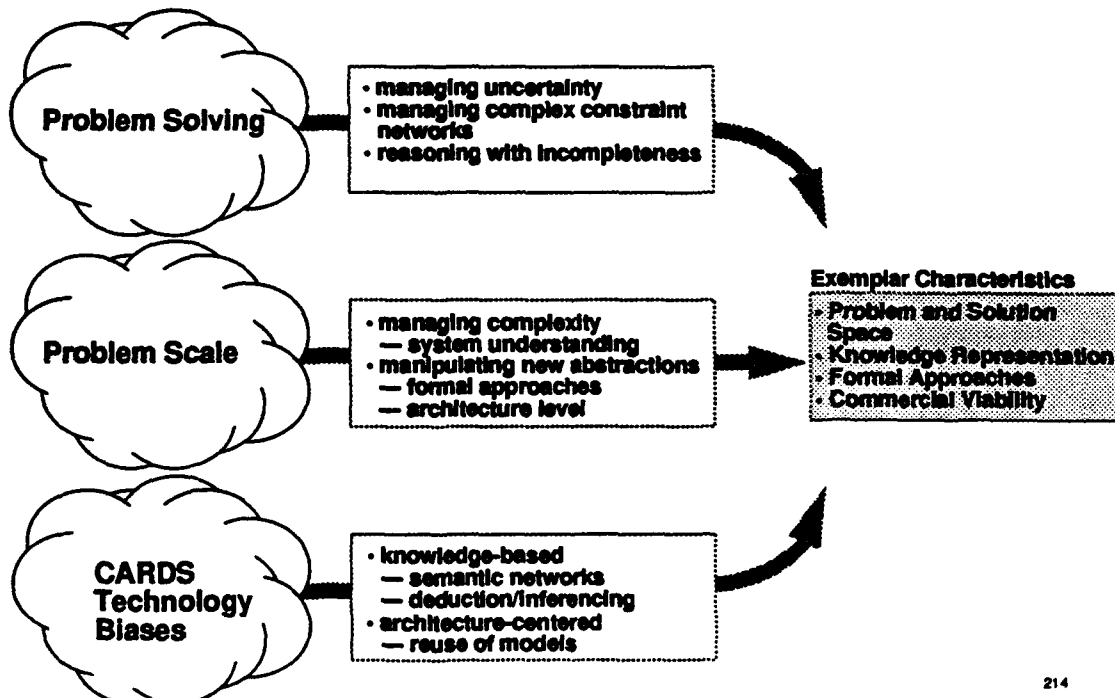 Problem Solving
· managing uncertainty
· managing complex constraint
networks
· reasoning with incompleteness
Problem Scale
· managing complexity
— system understanding
· manipulating new abstractions
— formal approaches
— architecture level
Exemplar Characteristics
· Problem and Solution
Space
· Knowledge Representation
· Formal Approaches
· Commercial Viability
CARDS
Technology
Biases
· knowledge-based
— semantic networks
— deduction/inferencing
· architecture-centered
— reuse of models
214